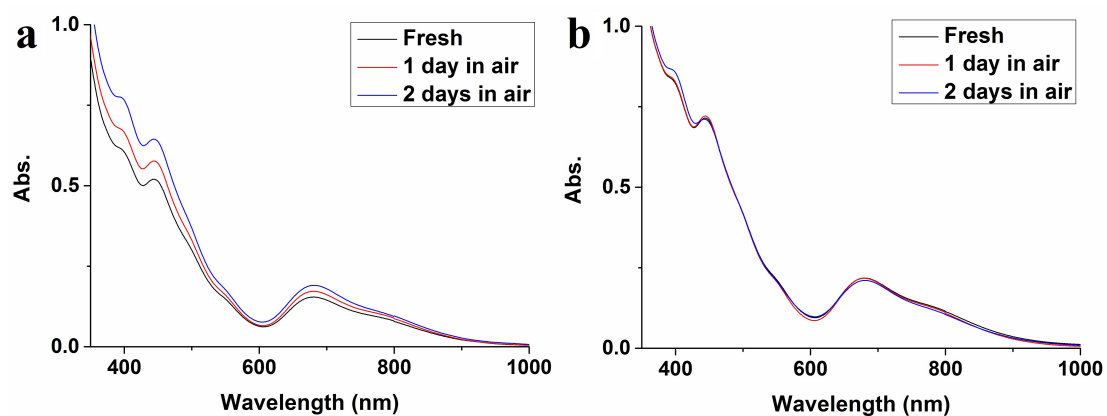 a
Fresh
1 day in air
2 days in air
1.0
0.5
0.0
Abs.
400 600 800 1000
Wavelength (nm)
b
Fresh
1 day in air
2 days in air
1.0
0.5
0.0
Abs.
400 600 800 1000
Wavelength (nm)